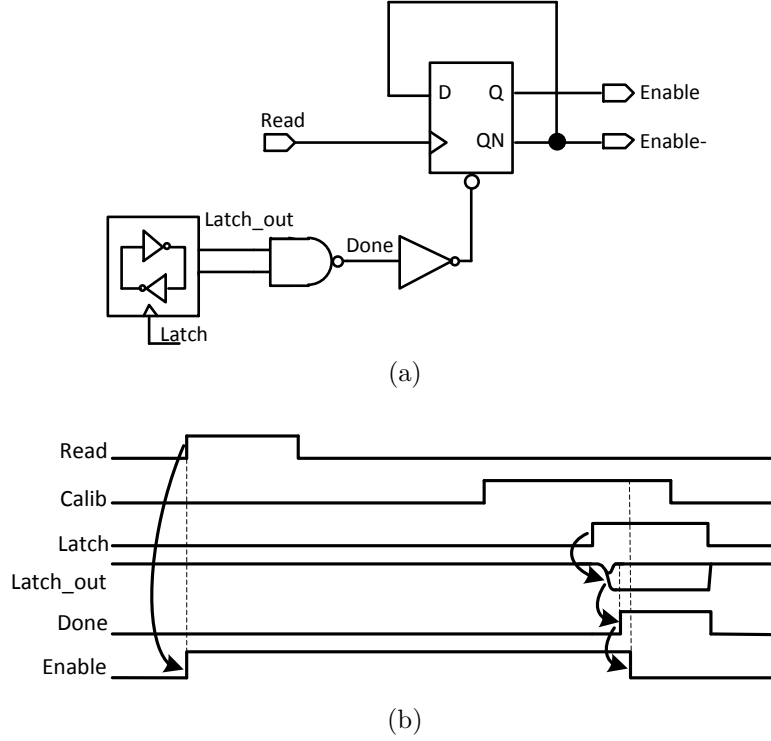 D Q Enable
Read
QN Enable-
Latch_out
Done
Latch
(a)
Read
Calib
Latch
Latch_out
Done
Enable
(b)